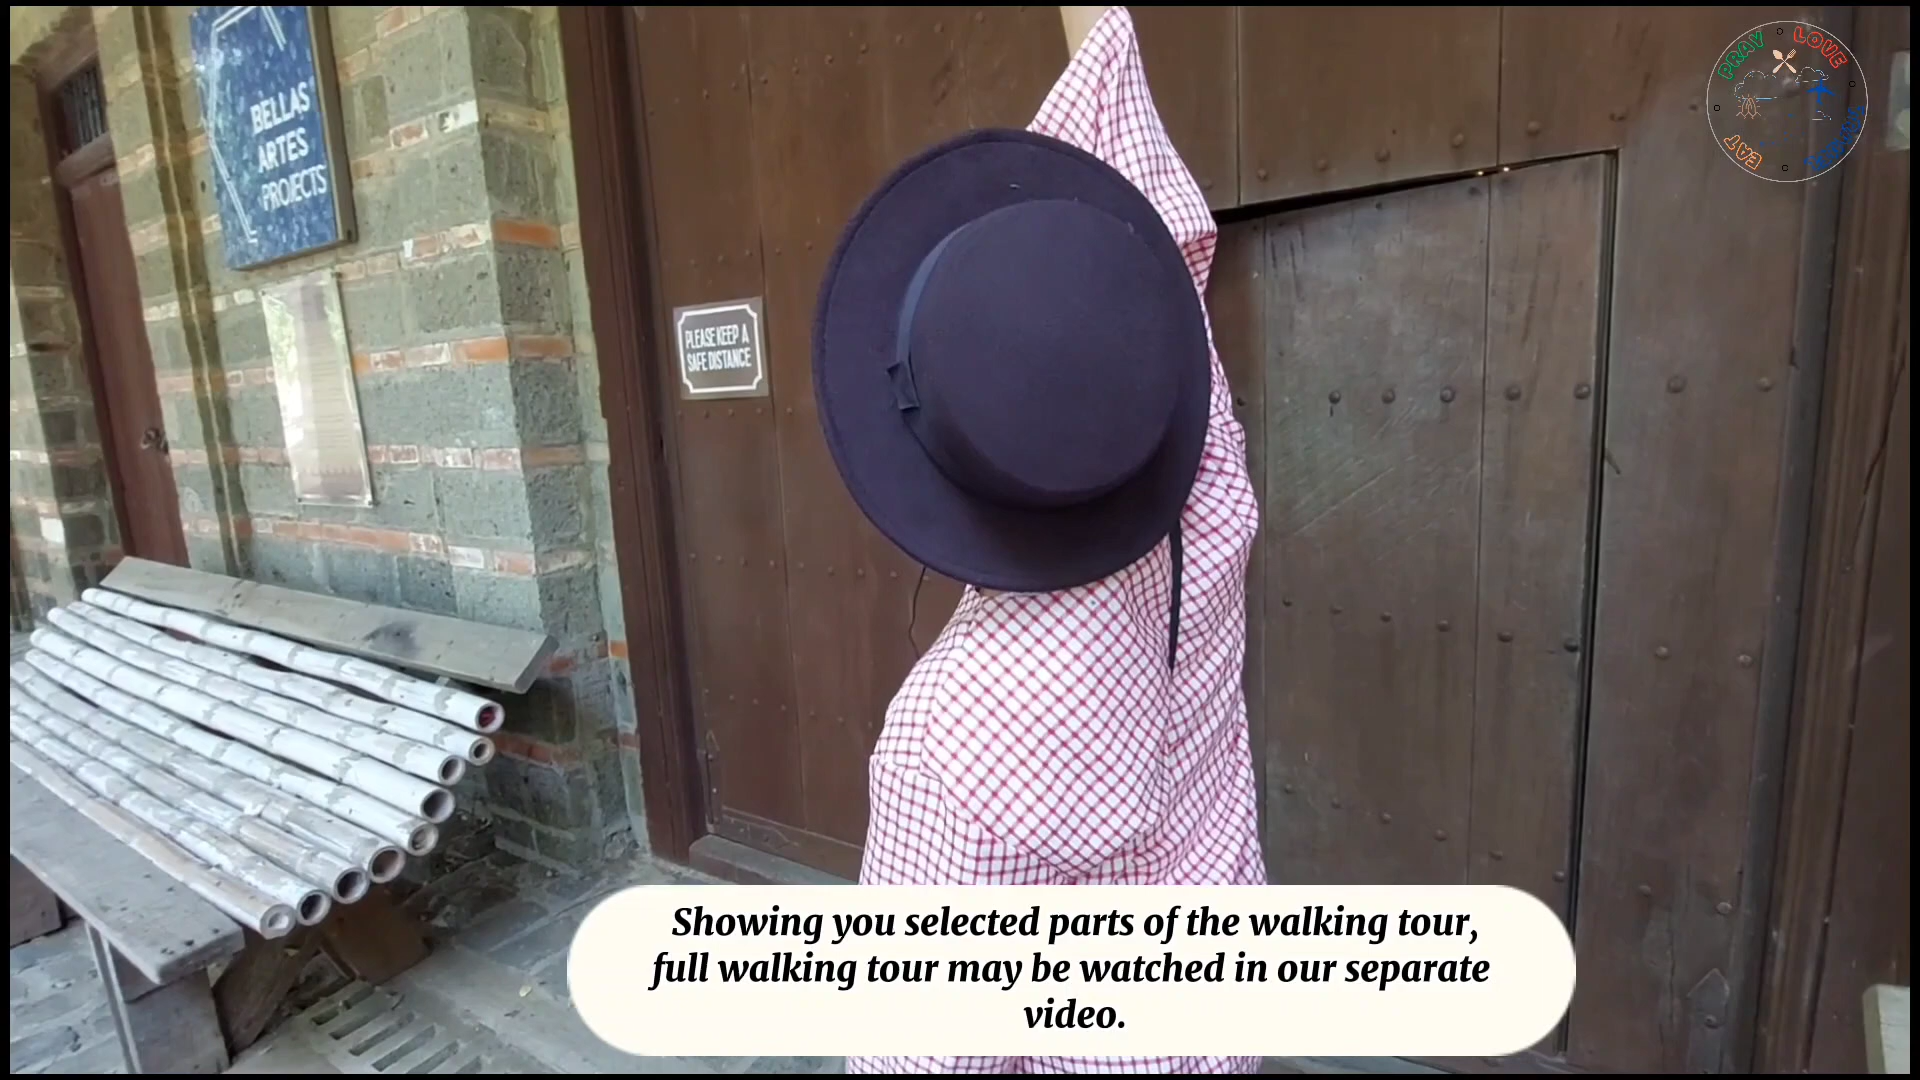 BELLAS
ARTES
PROJECTS
PLEASE KEEP A
SAFE DISTANCE
PRAY
LOVE
EAT
Showing you selected parts of the walking tour,
full walking tour may be watched in our separate
video.